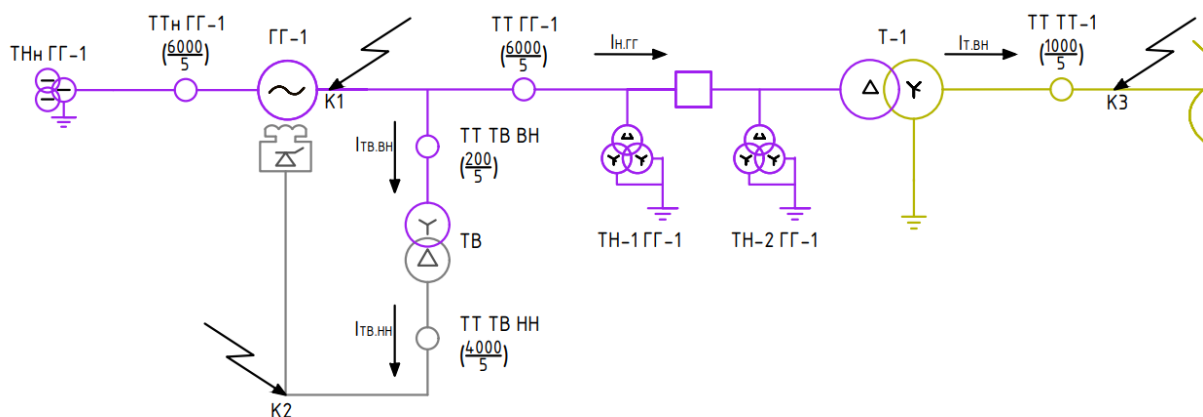 ТНн ГГ-1
ТТн ГГ-1
(6000/5)
ГГ-1
К1
ТТ ГГ-1
(6000/5)
Iн.гг
Т-1
Iт.вн
ТТ ТТ-1
(1000/5)
К3
Iтв.вн
ТТ ТВ ВН
(200/5)
ТВ
ТН-1 ГГ-1
ТН-2 ГГ-1
Iтв.нн
ТТ ТВ НН
(4000/5)
К2